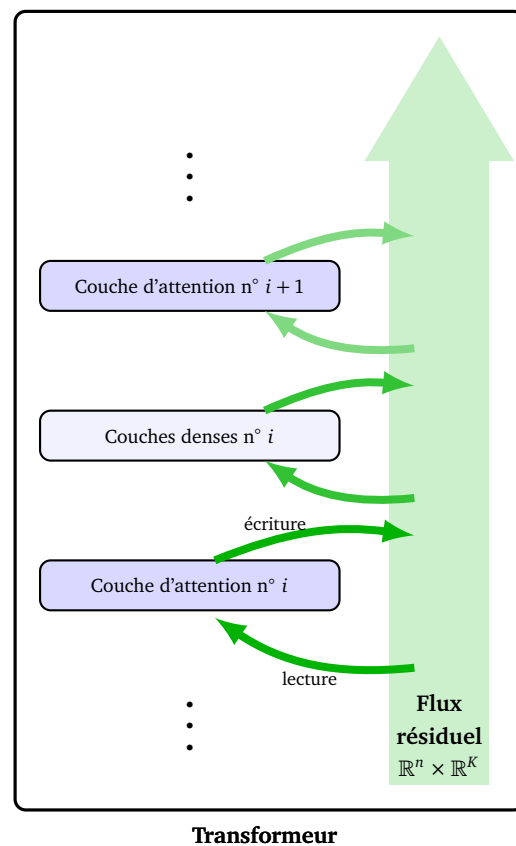 Couche d'attention n° i + 1
Couches denses n° i
écriture
Couche d'attention n° i
lecture
Flux
résiduel
ℝⁿ × ℝᴷ
Transformeur